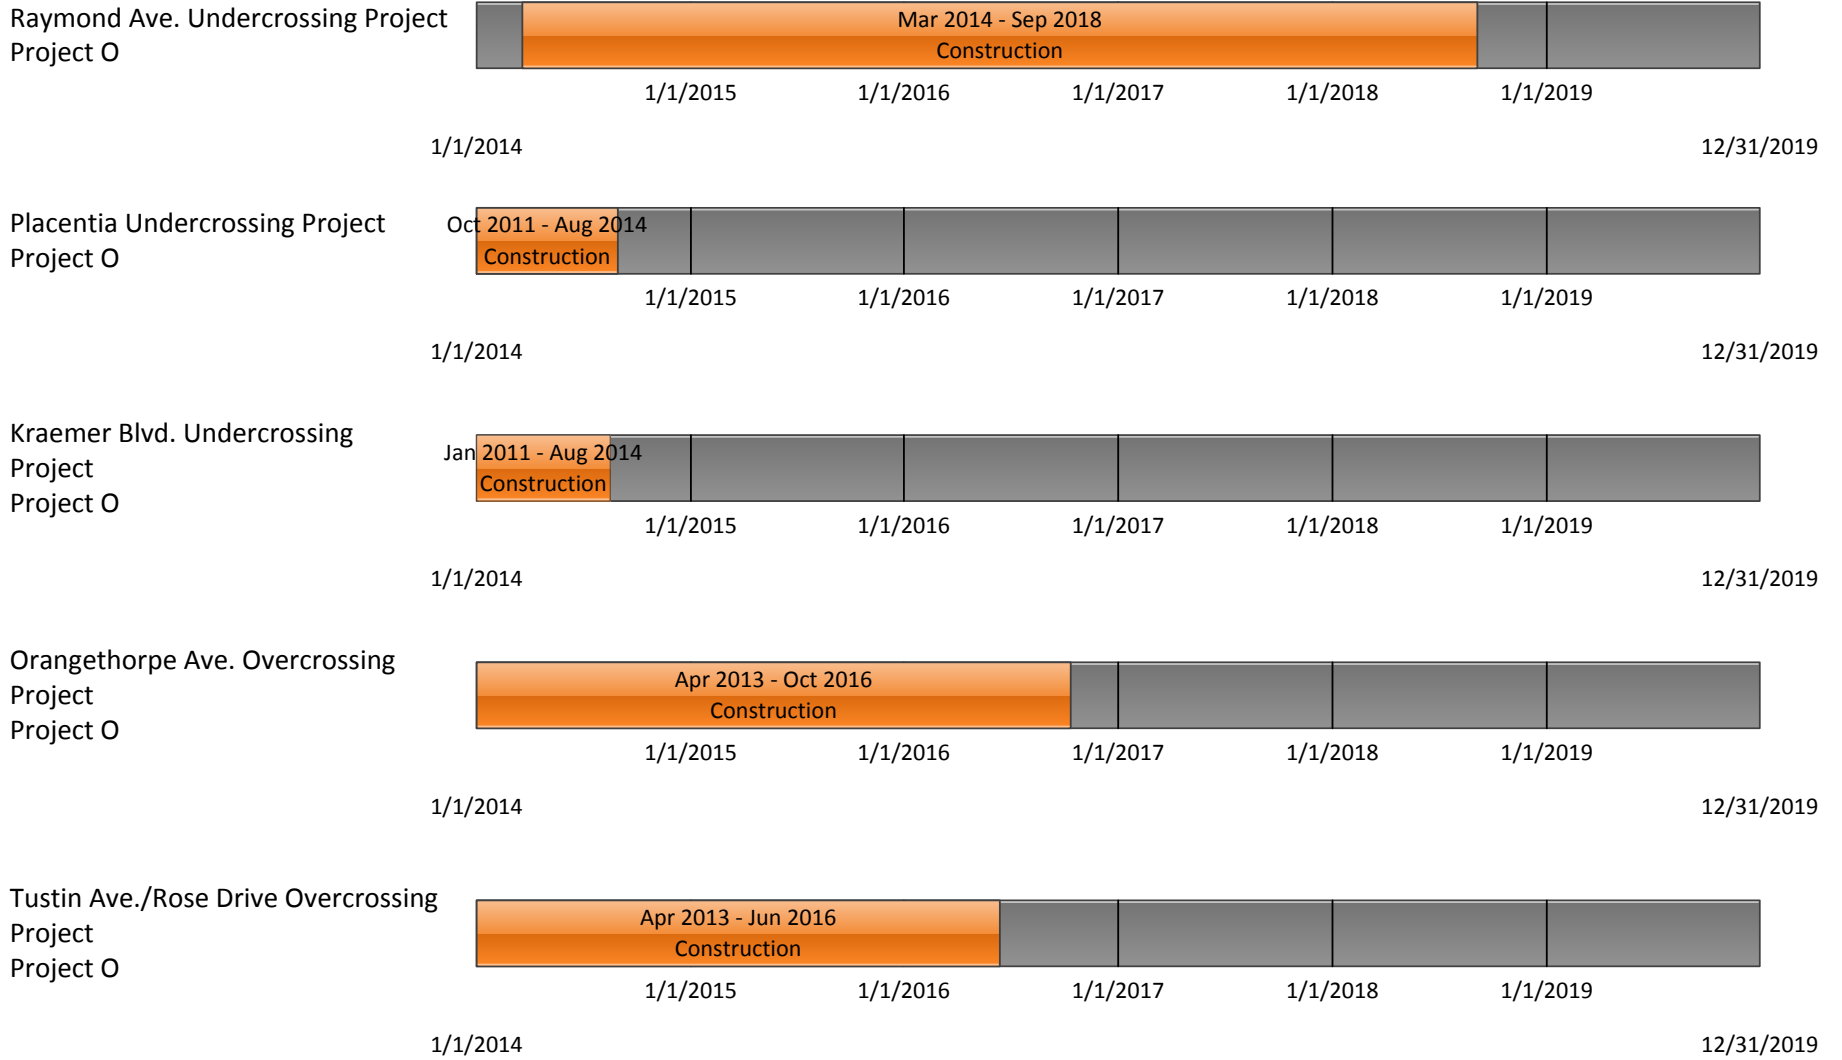 Raymond Ave. Undercrossing Project
Project O
Mar 2014 - Sep 2018
Construction
1/1/2015 1/1/2016 1/1/2017 1/1/2018 1/1/2019
1/1/2014 12/31/2019
Placentia Undercrossing Project
Project O
Oct 2011 - Aug 2014
Construction
1/1/2015 1/1/2016 1/1/2017 1/1/2018 1/1/2019
1/1/2014 12/31/2019
Kraemer Blvd. Undercrossing
Project
Project O
Jan 2011 - Aug 2014
Construction
1/1/2015 1/1/2016 1/1/2017 1/1/2018 1/1/2019
1/1/2014 12/31/2019
Orangethorpe Ave. Overcrossing
Project
Project O
Apr 2013 - Oct 2016
Construction
1/1/2015 1/1/2016 1/1/2017 1/1/2018 1/1/2019
1/1/2014 12/31/2019
Tustin Ave./Rose Drive Overcrossing
Project
Project O
Apr 2013 - Jun 2016
Construction
1/1/2015 1/1/2016 1/1/2017 1/1/2018 1/1/2019
1/1/2014 12/31/2019